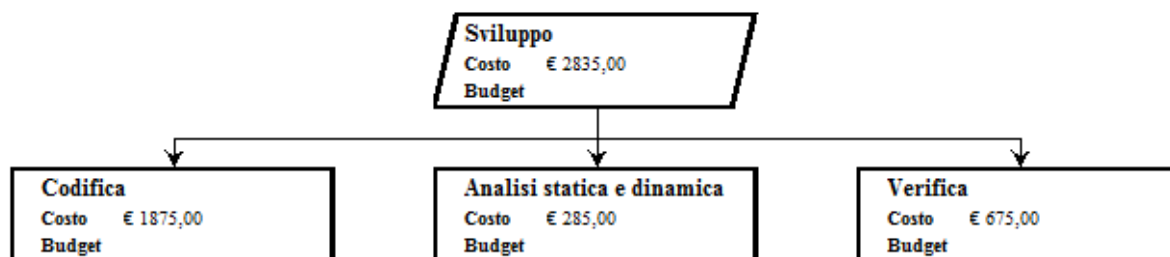 Sviluppo
Costo € 2835,00
Budget
Codifica
Costo € 1875,00
Budget
Analisi statica e dinamica
Costo € 285,00
Budget
Verifica
Costo € 675,00
Budget